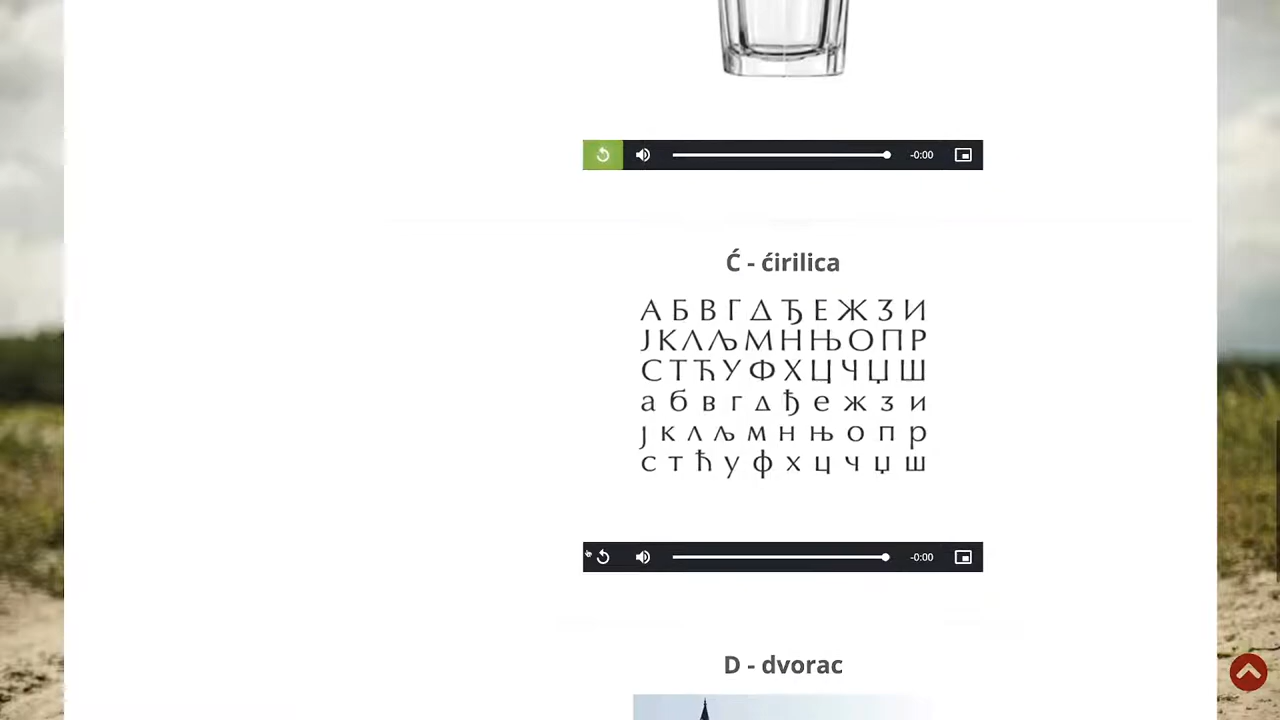 -0:00
Ć - ćirilica
А Б В Г Д Ђ Е Ж З И
Ј К Л Љ М Н Њ О П Р
С Т Ћ У Ф Х Ц Ч Џ Ш
а б в г д ђ е ж з и
ј к л љ м н њ о п р
с т ћ у ф х ц ч џ ш
-0:00
D - dvorac